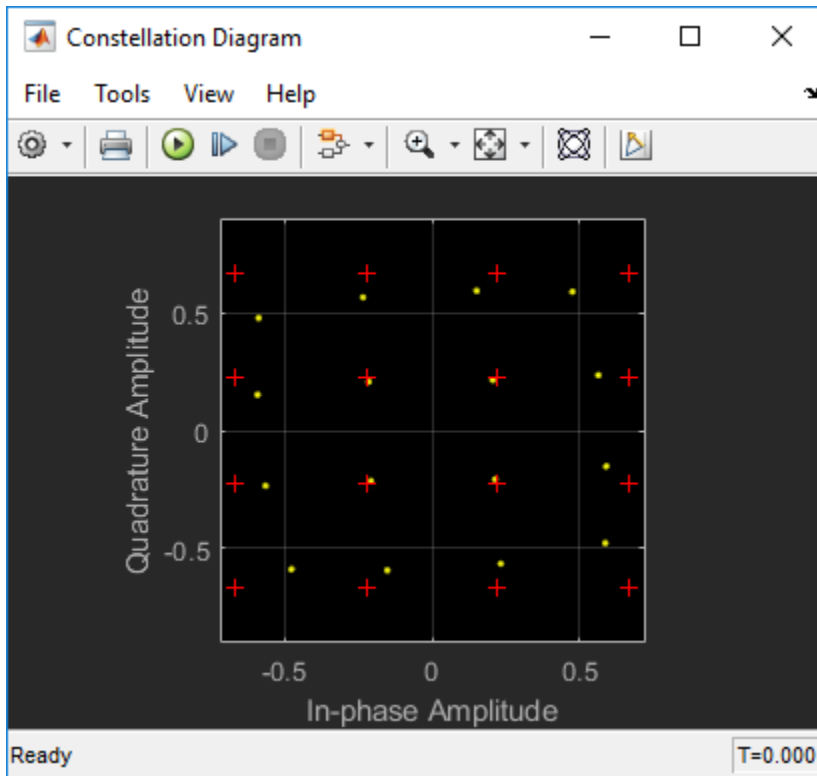 Constellation Diagram
File Tools View Help
0.5
0
-0.5
Quadrature Amplitude
-0.5 0 0.5
In-phase Amplitude
Ready T=0.000